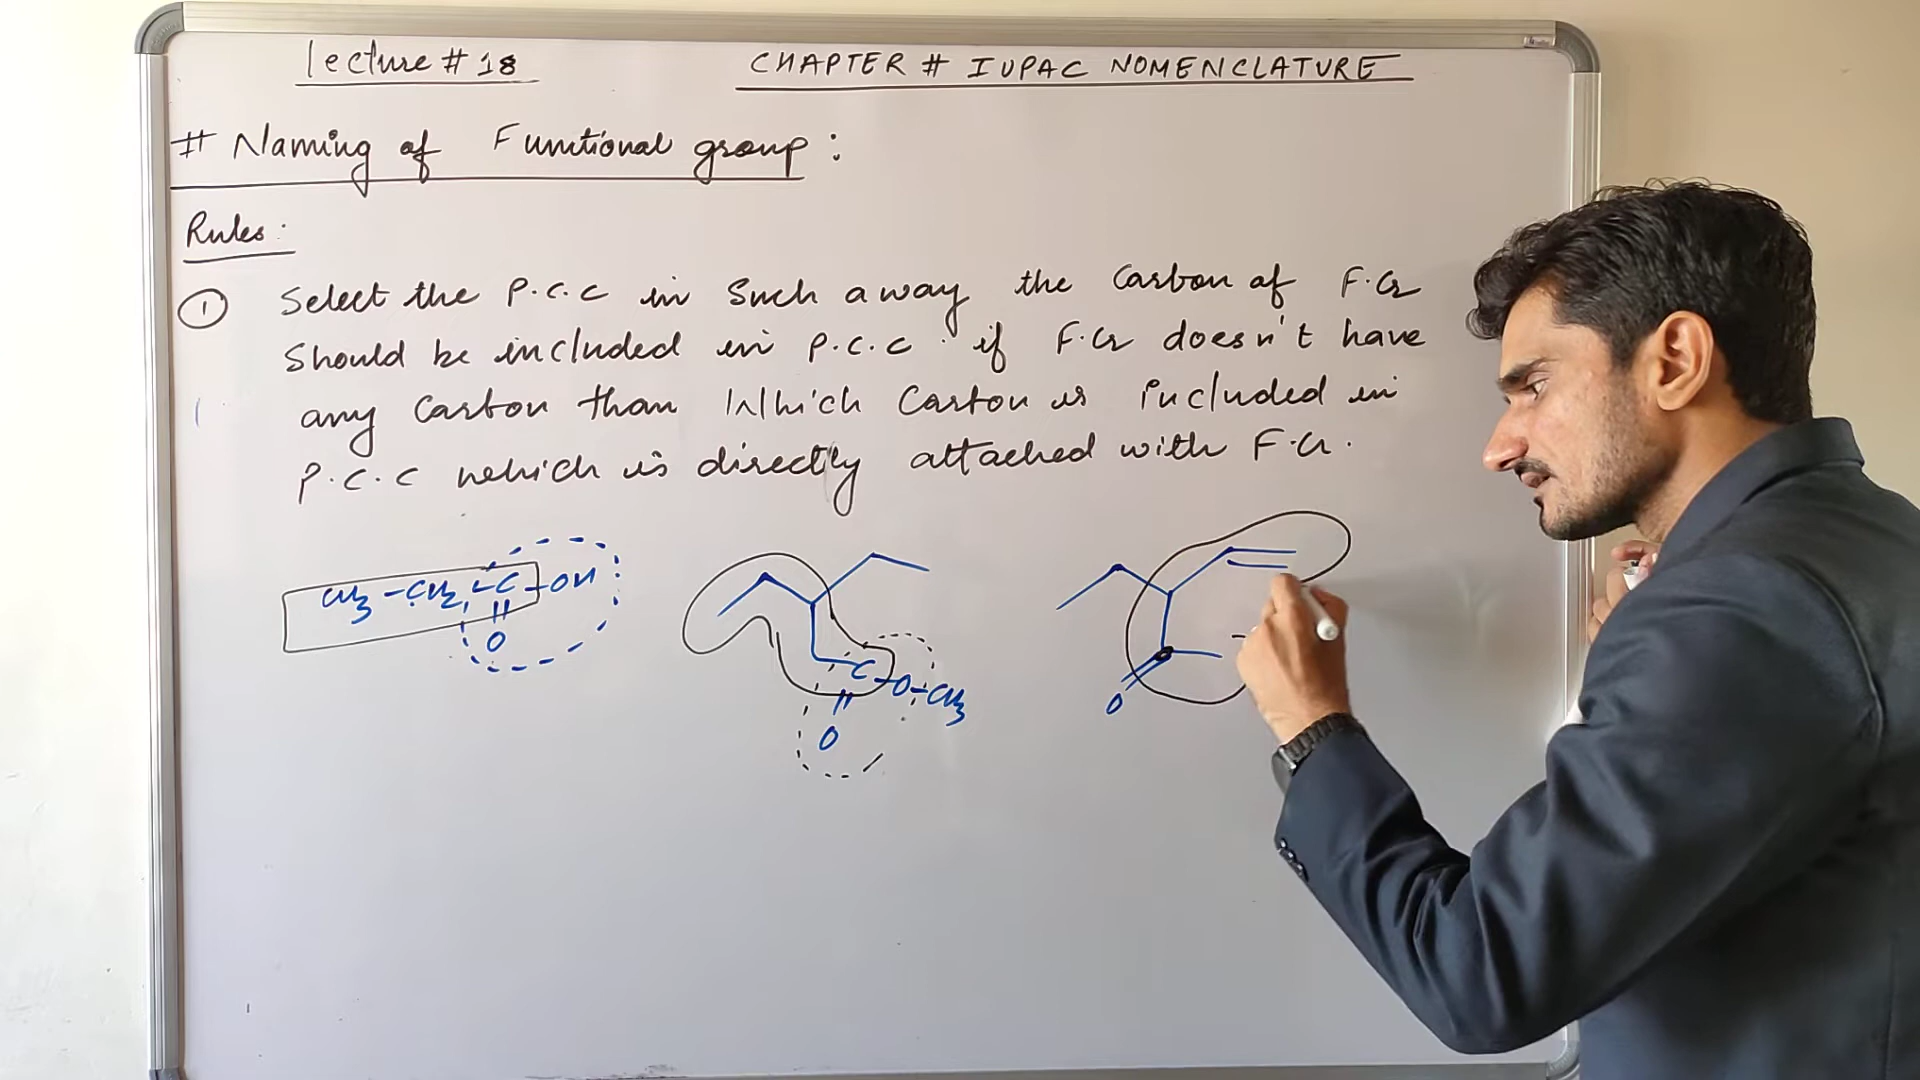 Lecture # 18
CHAPTER # IUPAC NOMENCLATURE
# Naming of Functional group :
Rules :
① Select the P.C.C in such a way the Carbon of F.G
Should be included in P.C.C . if F.G doesn't have
any Carbon than Which Carbon is included in
P.C.C which is directly attached with F.G.
CH3 - CH2 - C - OH
O
C - O - CH3
O
O